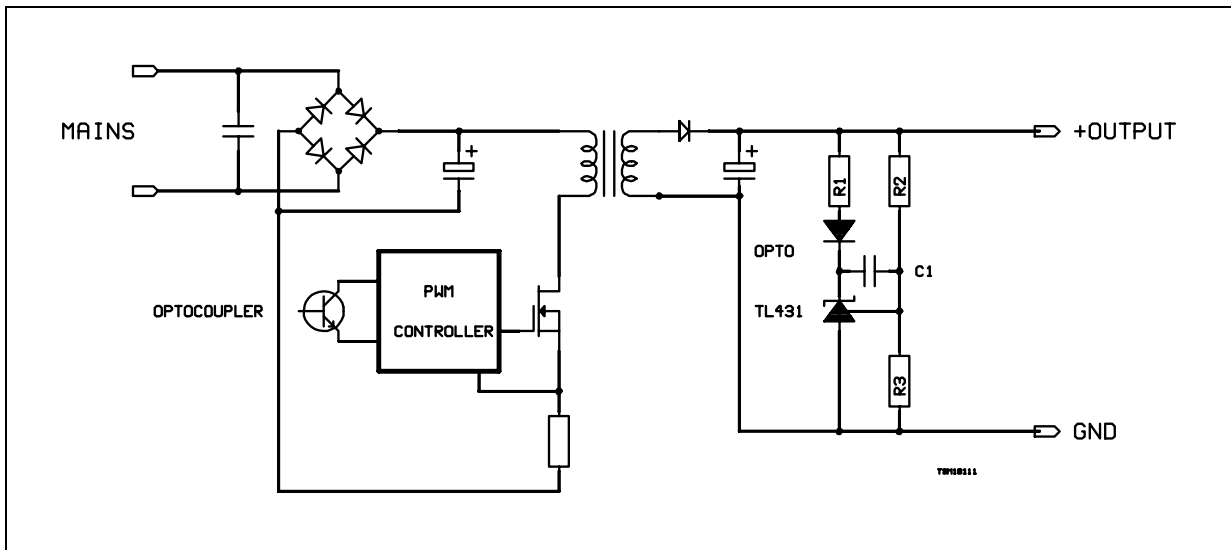 MAINS
+OUTPUT
R1
R2
OPTO
C1
PWM
OPTOCOUPLER
TL431
CONTROLLER
R3
GND